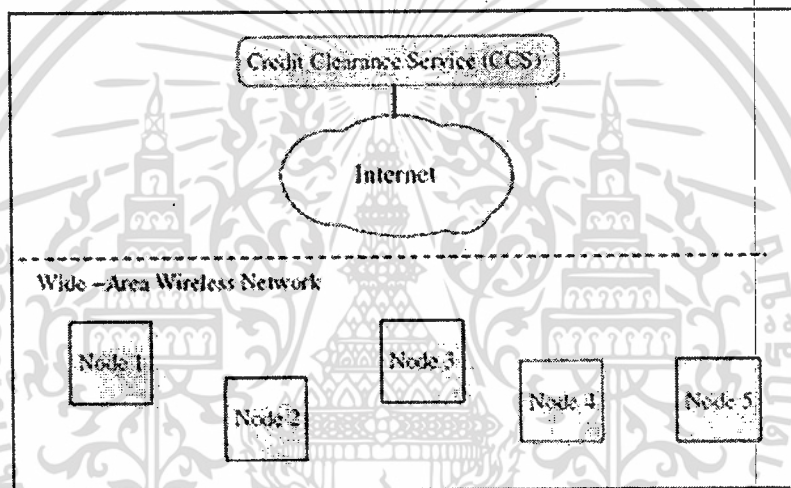 Credit Clearance Service (CCS)
Internet
Wide –Area Wireless Network
Node 1
Node 3
Node 2
Node 4
Node 5